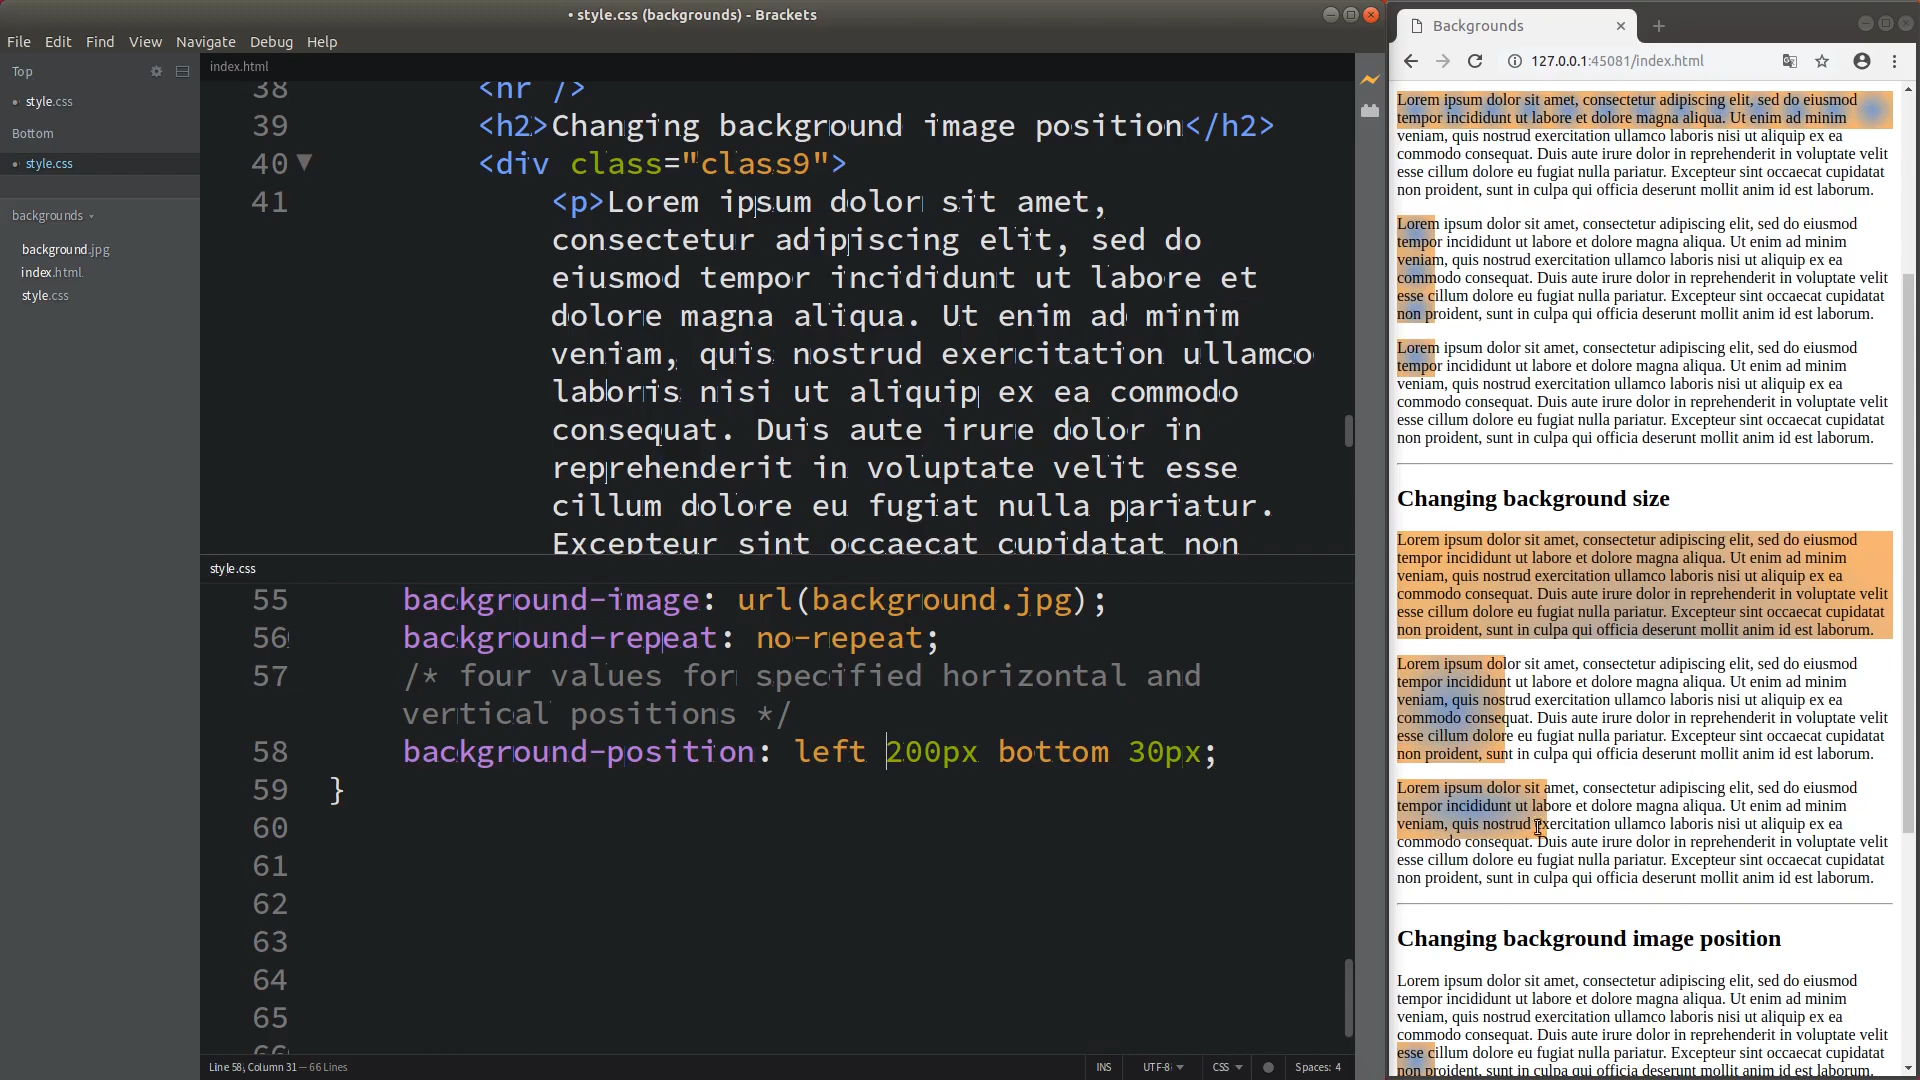 • style.css (backgrounds) - Brackets
File Edit Find View Navigate Debug Help
Top
• style.css
Bottom
• style.css
backgrounds
background.jpg
index.html
style.css
index.html
38 <hr />
39 <h2>Changing background image position</h2>
40 <div class="class9">
41 <p>Lorem ipsum dolor sit amet,
consectetur adipiscing elit, sed do
eiusmod tempor incididunt ut labore et
dolore magna aliqua. Ut enim ad minim
veniam, quis nostrud exercitation ullamco
laboris nisi ut aliquip ex ea commodo
consequat. Duis aute irure dolor in
reprehenderit in voluptate velit esse
cillum dolore eu fugiat nulla pariatur.
Excepteur sint occaecat cupidatat non
style.css
55 background-image: url(background.jpg);
56 background-repeat: no-repeat;
57 /* four values for specified horizontal and
vertical positions */
58 background-position: left 200px bottom 30px;
59 }
60
61
62
63
64
65
66
Line 58, Column 31 — 66 Lines
INS UTF-8 CSS Spaces: 4
Backgrounds
127.0.0.1:45081/index.html
Lorem ipsum dolor sit amet, consectetur adipiscing elit, sed do eiusmod
tempor incididunt ut labore et dolore magna aliqua. Ut enim ad minim
veniam, quis nostrud exercitation ullamco laboris nisi ut aliquip ex ea
commodo consequat. Duis aute irure dolor in reprehenderit in voluptate velit
esse cillum dolore eu fugiat nulla pariatur. Excepteur sint occaecat cupidatat
non proident, sunt in culpa qui officia deserunt mollit anim id est laborum.
Lorem ipsum dolor sit amet, consectetur adipiscing elit, sed do eiusmod
tempor incididunt ut labore et dolore magna aliqua. Ut enim ad minim
veniam, quis nostrud exercitation ullamco laboris nisi ut aliquip ex ea
commodo consequat. Duis aute irure dolor in reprehenderit in voluptate velit
esse cillum dolore eu fugiat nulla pariatur. Excepteur sint occaecat cupidatat
non proident, sunt in culpa qui officia deserunt mollit anim id est laborum.
Lorem ipsum dolor sit amet, consectetur adipiscing elit, sed do eiusmod
tempor incididunt ut labore et dolore magna aliqua. Ut enim ad minim
veniam, quis nostrud exercitation ullamco laboris nisi ut aliquip ex ea
commodo consequat. Duis aute irure dolor in reprehenderit in voluptate velit
esse cillum dolore eu fugiat nulla pariatur. Excepteur sint occaecat cupidatat
non proident, sunt in culpa qui officia deserunt mollit anim id est laborum.
Changing background size
Lorem ipsum dolor sit amet, consectetur adipiscing elit, sed do eiusmod
tempor incididunt ut labore et dolore magna aliqua. Ut enim ad minim
veniam, quis nostrud exercitation ullamco laboris nisi ut aliquip ex ea
commodo consequat. Duis aute irure dolor in reprehenderit in voluptate velit
esse cillum dolore eu fugiat nulla pariatur. Excepteur sint occaecat cupidatat
non proident, sunt in culpa qui officia deserunt mollit anim id est laborum.
Lorem ipsum dolor sit amet, consectetur adipiscing elit, sed do eiusmod
tempor incididunt ut labore et dolore magna aliqua. Ut enim ad minim
veniam, quis nostrud exercitation ullamco laboris nisi ut aliquip ex ea
commodo consequat. Duis aute irure dolor in reprehenderit in voluptate velit
esse cillum dolore eu fugiat nulla pariatur. Excepteur sint occaecat cupidatat
non proident, sunt in culpa qui officia deserunt mollit anim id est laborum.
Lorem ipsum dolor sit amet, consectetur adipiscing elit, sed do eiusmod
tempor incididunt ut labore et dolore magna aliqua. Ut enim ad minim
veniam, quis nostrud exercitation ullamco laboris nisi ut aliquip ex ea
commodo consequat. Duis aute irure dolor in reprehenderit in voluptate velit
esse cillum dolore eu fugiat nulla pariatur. Excepteur sint occaecat cupidatat
non proident, sunt in culpa qui officia deserunt mollit anim id est laborum.
Changing background image position
Lorem ipsum dolor sit amet, consectetur adipiscing elit, sed do eiusmod
tempor incididunt ut labore et dolore magna aliqua. Ut enim ad minim
veniam, quis nostrud exercitation ullamco laboris nisi ut aliquip ex ea
commodo consequat. Duis aute irure dolor in reprehenderit in voluptate velit
esse cillum dolore eu fugiat nulla pariatur. Excepteur sint occaecat cupidatat
non proident, sunt in culpa qui officia deserunt mollit anim id est laborum.